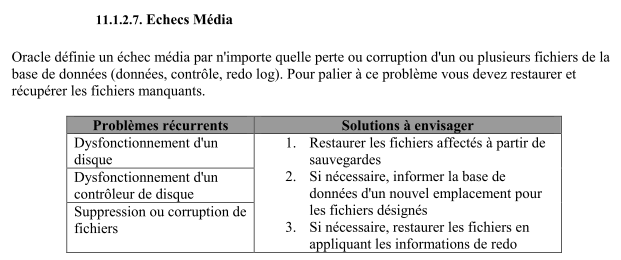 11.1.2.7. Echecs Média
Oracle définie un échec média par n'importe quelle perte ou corruption d'un ou plusieurs fichiers de la
base de données (données, contrôle, redo log). Pour palier à ce problème vous devez restaurer et
récupérer les fichiers manquants.
Problèmes récurrents
Dysfonctionnement d'un
disque
Dysfonctionnement d'un
contrôleur de disque
Suppression ou corruption de
fichiers
Solutions à envisager
1. Restaurer les fichiers affectés à partir de
sauvegardes
2. Si nécessaire, informer la base de
données d'un nouvel emplacement pour
les fichiers désignés
3. Si nécessaire, restaurer les fichiers en
appliquant les informations de redo